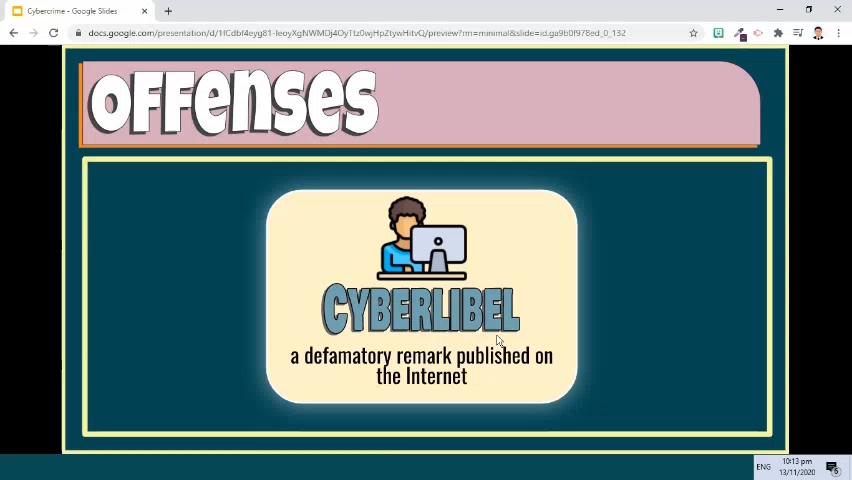 Cybercrime - Google Slides
docs.google.com/presentation/d/1fCdbf4eyg81-IeoyXgNWMDj4OyTtz0wjHpZtywHitvQ/preview?rm=minimal&slide=id.ga9b0f978ed_0_132
OFFenses
CYBERLIBEL
a defamatory remark published on
the Internet
ENG
10:13 pm
13/11/2020